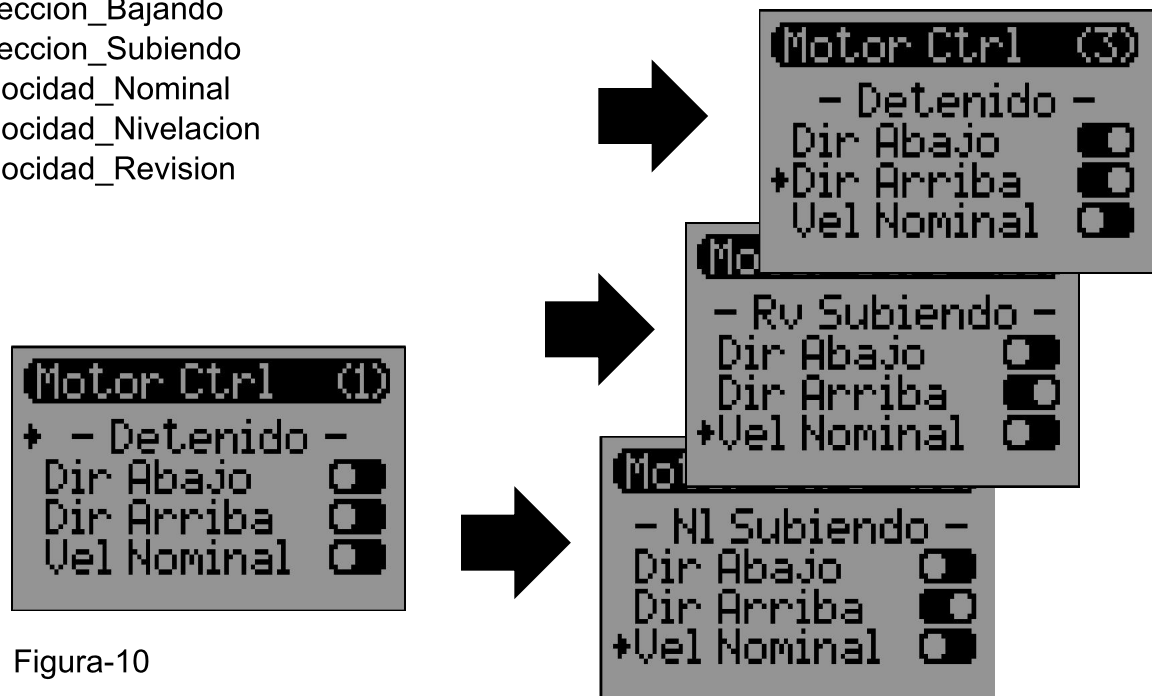 eccion_Bajando
eccion_Subiendo
ocidad_Nominal
ocidad_Nivelacion
ocidad_Revision
Motor Ctrl (3)
- Detenido -
Dir Abajo
Dir Arriba
Vel Nominal
Mo
- Rv Subiendo -
Dir Abajo
Dir Arriba
Vel Nominal
Motor Ctrl (1)
- Detenido -
Dir Abajo
Dir Arriba
Vel Nominal
Mo
- Nl Subiendo -
Dir Abajo
Dir Arriba
Vel Nominal
Figura-10